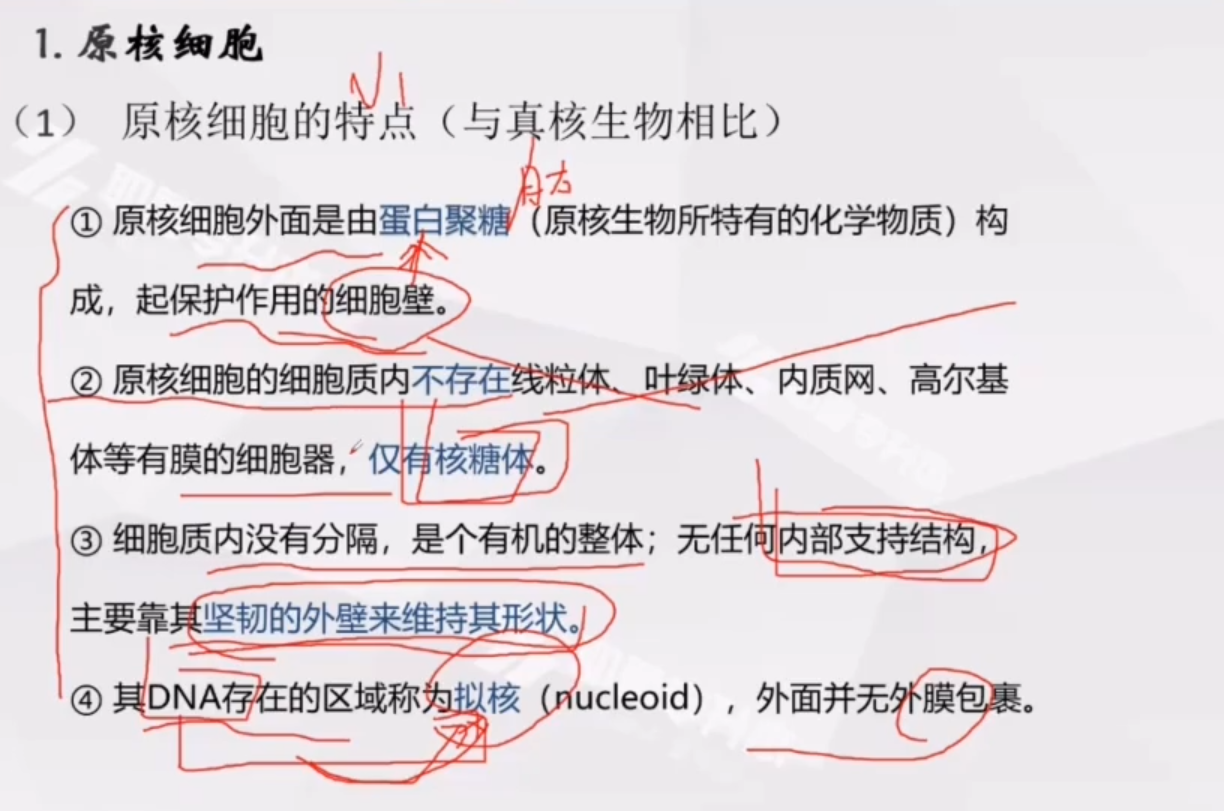 1. 原核细胞
（1） 原核细胞的特点（与真核生物相比）
① 原核细胞外面是由蛋白聚糖（原核生物所特有的化学物质）构
成，起保护作用的细胞壁。
② 原核细胞的细胞质内不存在线粒体、叶绿体、内质网、高尔基
体等有膜的细胞器，仅有核糖体。
③ 细胞质内没有分隔，是个有机的整体；无任何内部支持结构，
主要靠其坚韧的外壁来维持其形状。
④ 其DNA存在的区域称为拟核（nucleoid），外面并无外膜包裹。